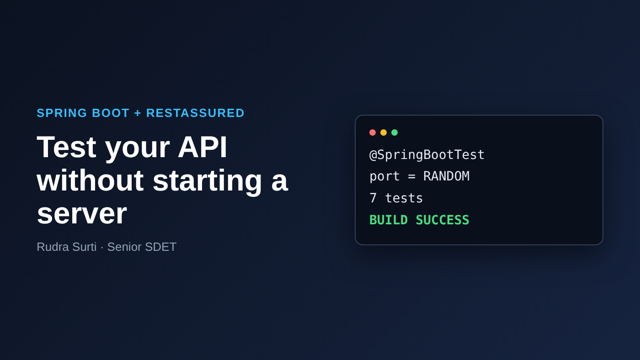 SPRING BOOT + RESTASSURED
Test your API
without starting a
server
Rudra Surti · Senior SDET
@SpringBootTest
port = RANDOM
7 tests
BUILD SUCCESS